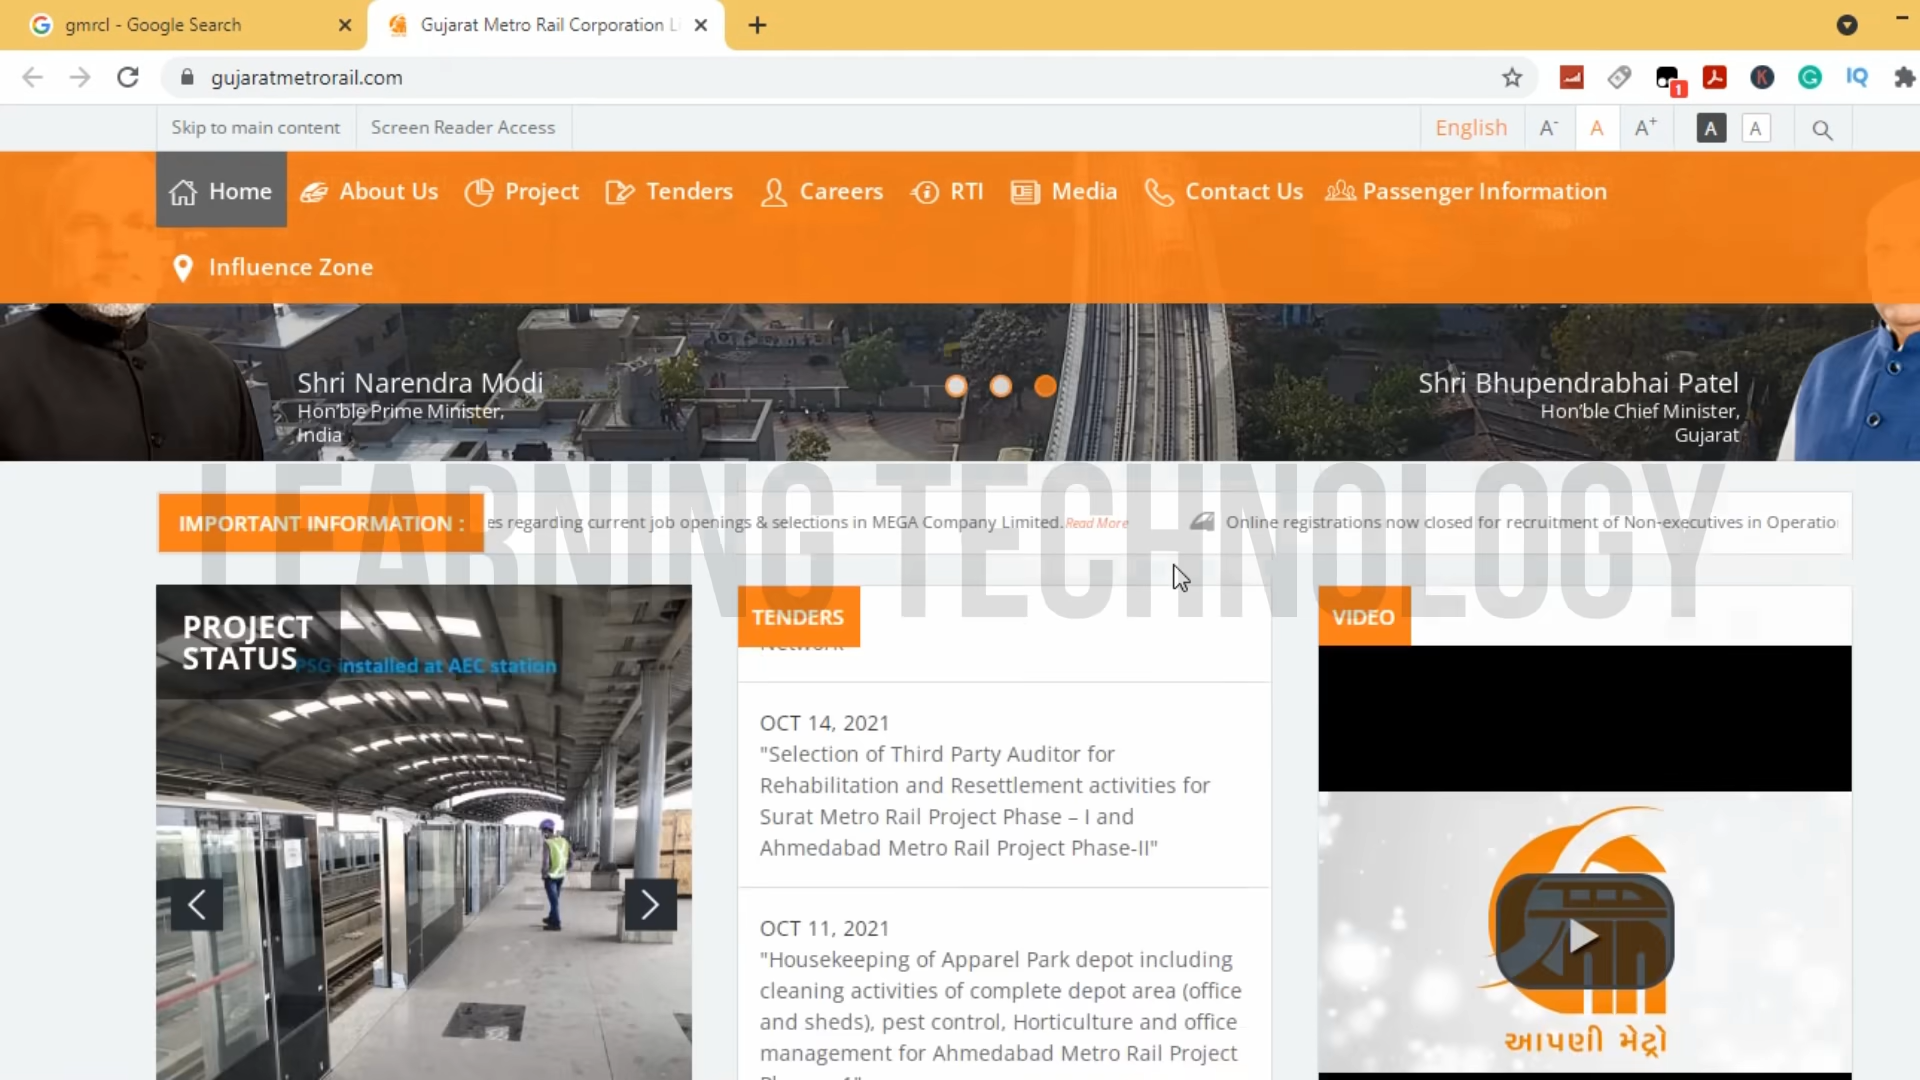 gmrcl - Google Search
Gujarat Metro Rail Corporation L
gujaratmetrorail.com
1
K
IQ
Skip to main content
Screen Reader Access
English
A-
A
A+
A
A
Home
About Us
Project
Tenders
Careers
RTI
Media
Contact Us
Passenger Information
Influence Zone
Shri Narendra Modi
Hon'ble Prime Minister,
India
Shri Bhupendrabhai Patel
Hon'ble Chief Minister,
Gujarat
LEARNING TECHNOLOGY
IMPORTANT INFORMATION :
es regarding current job openings & selections in MEGA Company Limited. Read More
Online registrations now closed for recruitment of Non-executives in Operatio
PROJECT
STATUS
PSG installed at AEC station
TENDERS
OCT 14, 2021
"Selection of Third Party Auditor for
Rehabilitation and Resettlement activities for
Surat Metro Rail Project Phase – I and
Ahmedabad Metro Rail Project Phase-II"
OCT 11, 2021
"Housekeeping of Apparel Park depot including
cleaning activities of complete depot area (office
and sheds), pest control, Horticulture and office
management for Ahmedabad Metro Rail Project
VIDEO
આપણી મેટ્રો